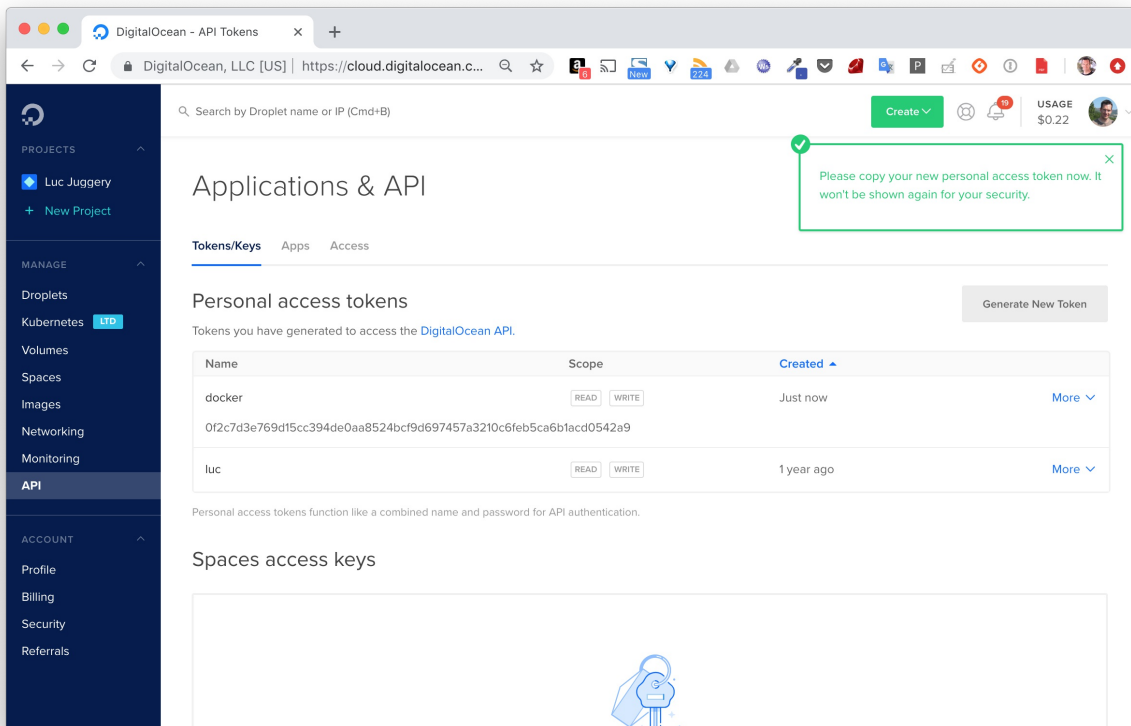 DigitalOcean - API Tokens
DigitalOcean, LLC [US] | https://cloud.digitalocean.c...
6
New
224
P
Search by Droplet name or IP (Cmd+B)
Create
19
USAGE
$0.22
PROJECTS
Luc Juggery
+ New Project
MANAGE
Droplets
Kubernetes LTD
Volumes
Spaces
Images
Networking
Monitoring
API
ACCOUNT
Profile
Billing
Security
Referrals
Please copy your new personal access token now. It
won't be shown again for your security.
Applications & API
Tokens/Keys Apps Access
Personal access tokens
Generate New Token
Tokens you have generated to access the DigitalOcean API.
Name Scope Created
docker READ WRITE Just now More
0f2c7d3e769d15cc394de0aa8524bcf9d697457a3210c6feb5ca6b1acd0542a9
luc READ WRITE 1 year ago More
Personal access tokens function like a combined name and password for API authentication.
Spaces access keys